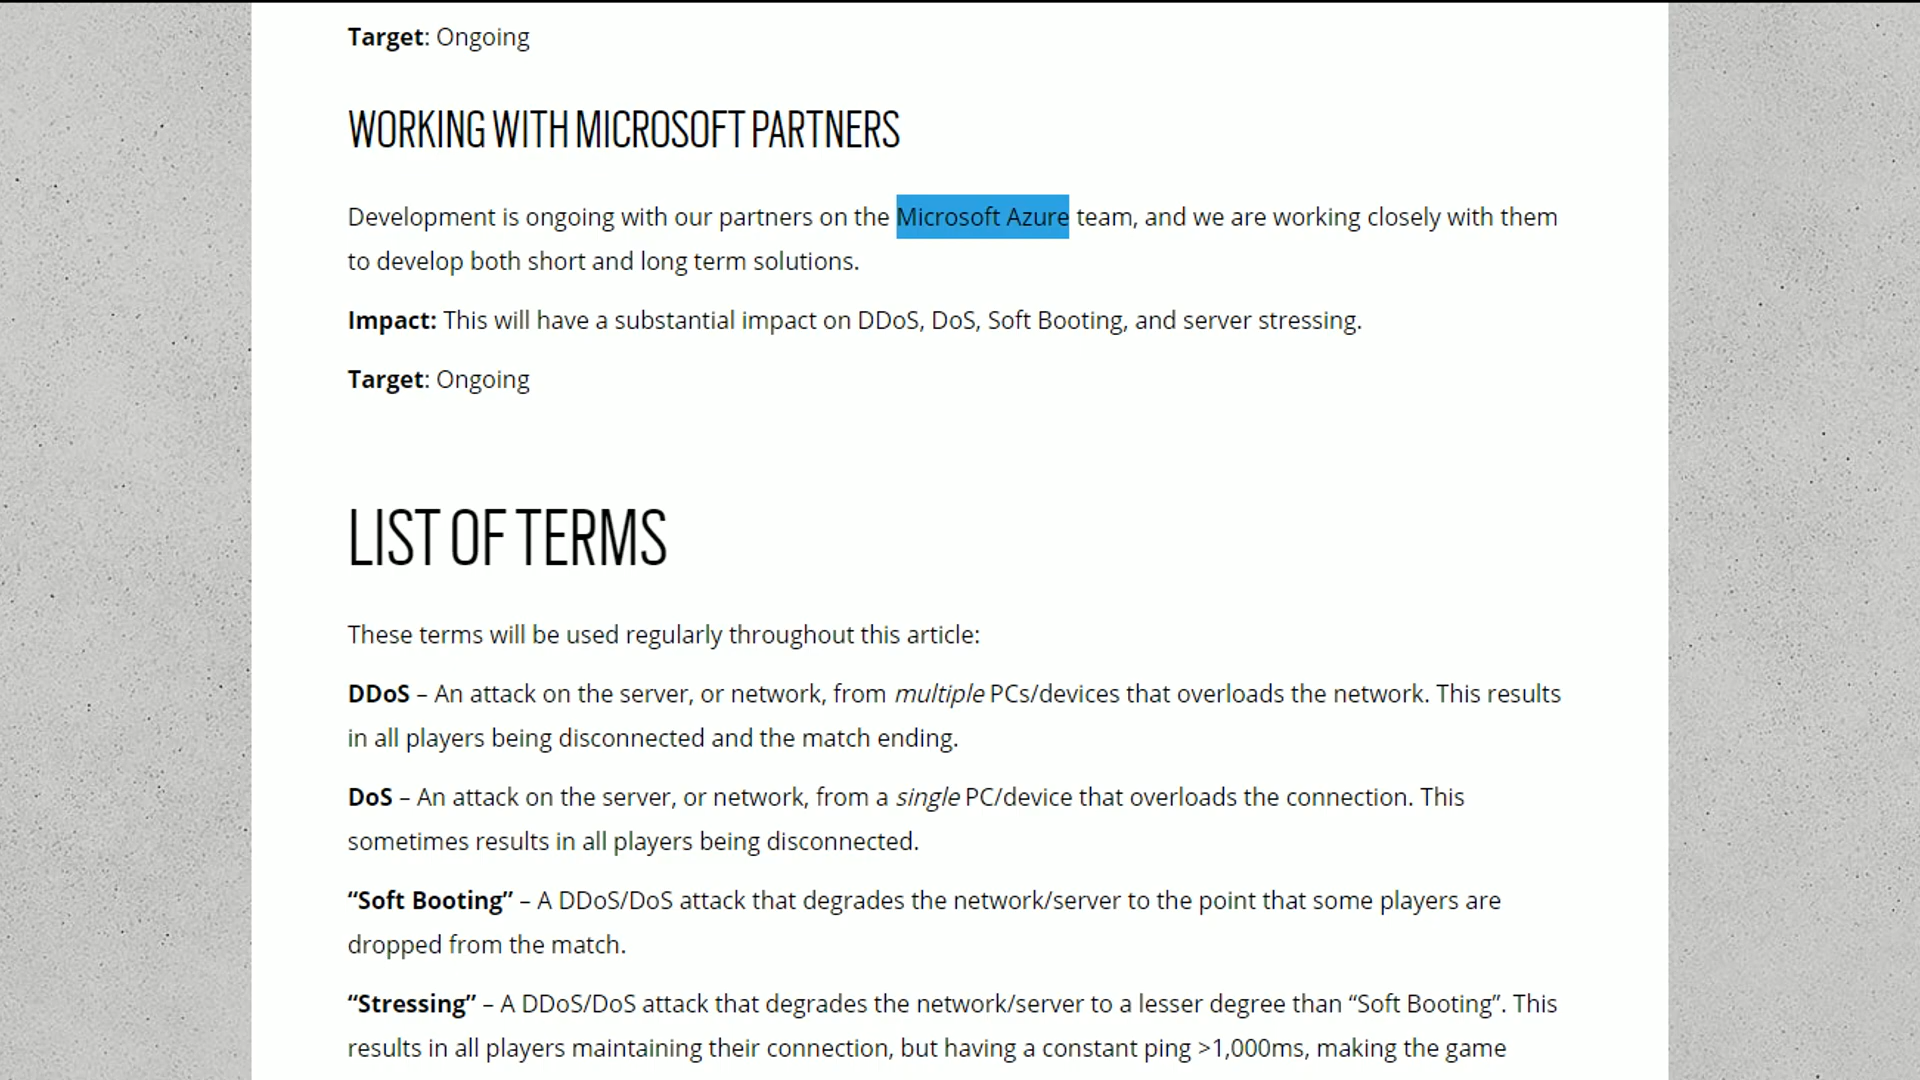 Target: Ongoing
WORKING WITH MICROSOFT PARTNERS
Development is ongoing with our partners on the Microsoft Azure team, and we are working closely with them
to develop both short and long term solutions.
Impact: This will have a substantial impact on DDoS, DoS, Soft Booting, and server stressing.
Target: Ongoing
LIST OF TERMS
These terms will be used regularly throughout this article:
DDoS – An attack on the server, or network, from multiple PCs/devices that overloads the network. This results
in all players being disconnected and the match ending.
DoS – An attack on the server, or network, from a single PC/device that overloads the connection. This
sometimes results in all players being disconnected.
“Soft Booting” – A DDoS/DoS attack that degrades the network/server to the point that some players are
dropped from the match.
“Stressing” – A DDoS/DoS attack that degrades the network/server to a lesser degree than “Soft Booting”. This
results in all players maintaining their connection, but having a constant ping >1,000ms, making the game